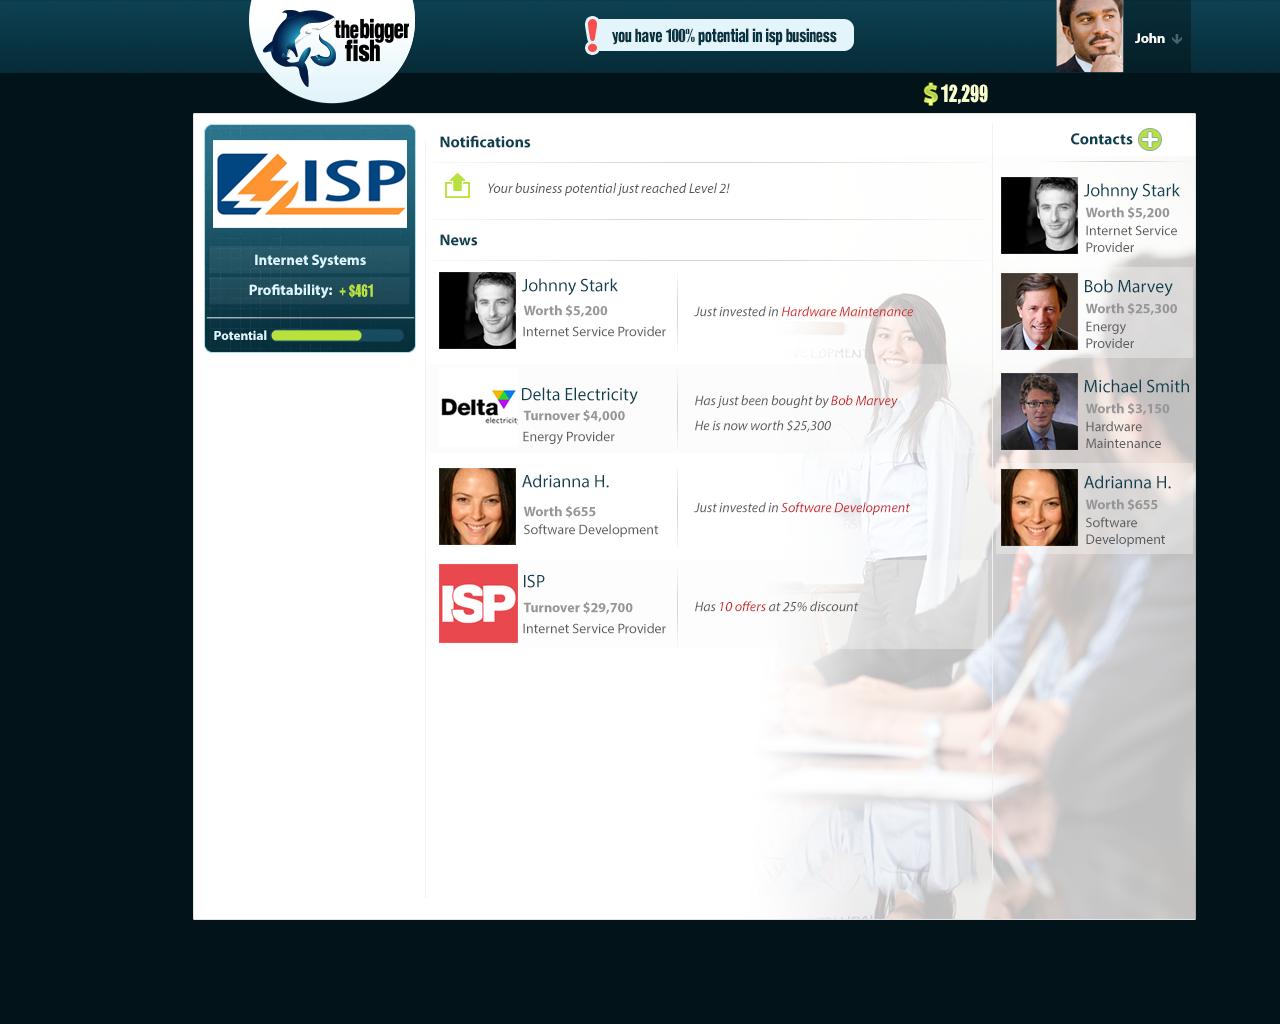 thebigger
fish
you have 100% potential in isp business
John
$ 12,299
ISP
Internet Systems
Profitability: + $461
Potential
Notifications
Your business potential just reached Level 2!
News
Johnny Stark
Worth $5,200
Internet Service Provider
Just invested in Hardware Maintenance
Delta
electricit
Delta Electricity
Turnover $4,000
Energy Provider
Has just been bought by Bob Marvey
He is now worth $25,300
Adrianna H.
Worth $655
Software Development
Just invested in Software Development
ISP
ISP
Turnover $29,700
Internet Service Provider
Has 10 offers at 25% discount
Contacts
Johnny Stark
Worth $5,200
Internet Service
Provider
Bob Marvey
Worth $25,300
Energy
Provider
Michael Smith
Worth $3,150
Hardware
Maintenance
Adrianna H.
Worth $655
Software
Development